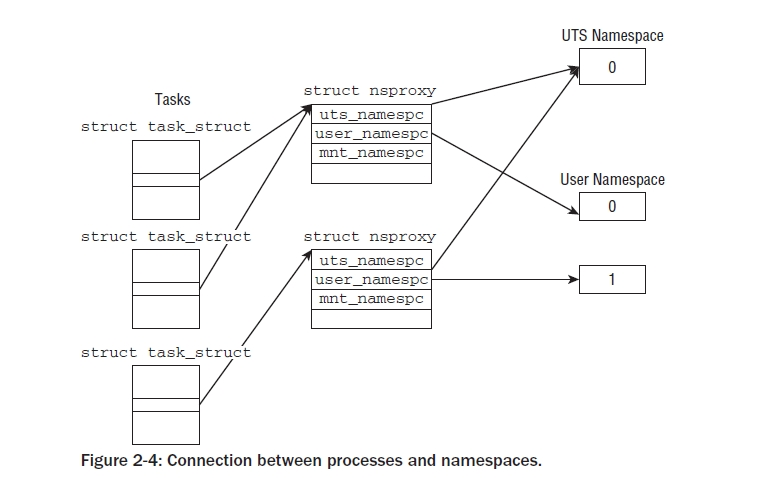 UTS Namespace
0
struct nsproxy
Tasks
uts_namespc
struct task_struct
user_namespc
mnt_namespc
User Namespace
0
struct task_struct
struct nsproxy
uts_namespc
user_namespc
1
mnt_namespc
struct task_struct
Figure 2-4: Connection between processes and namespaces.